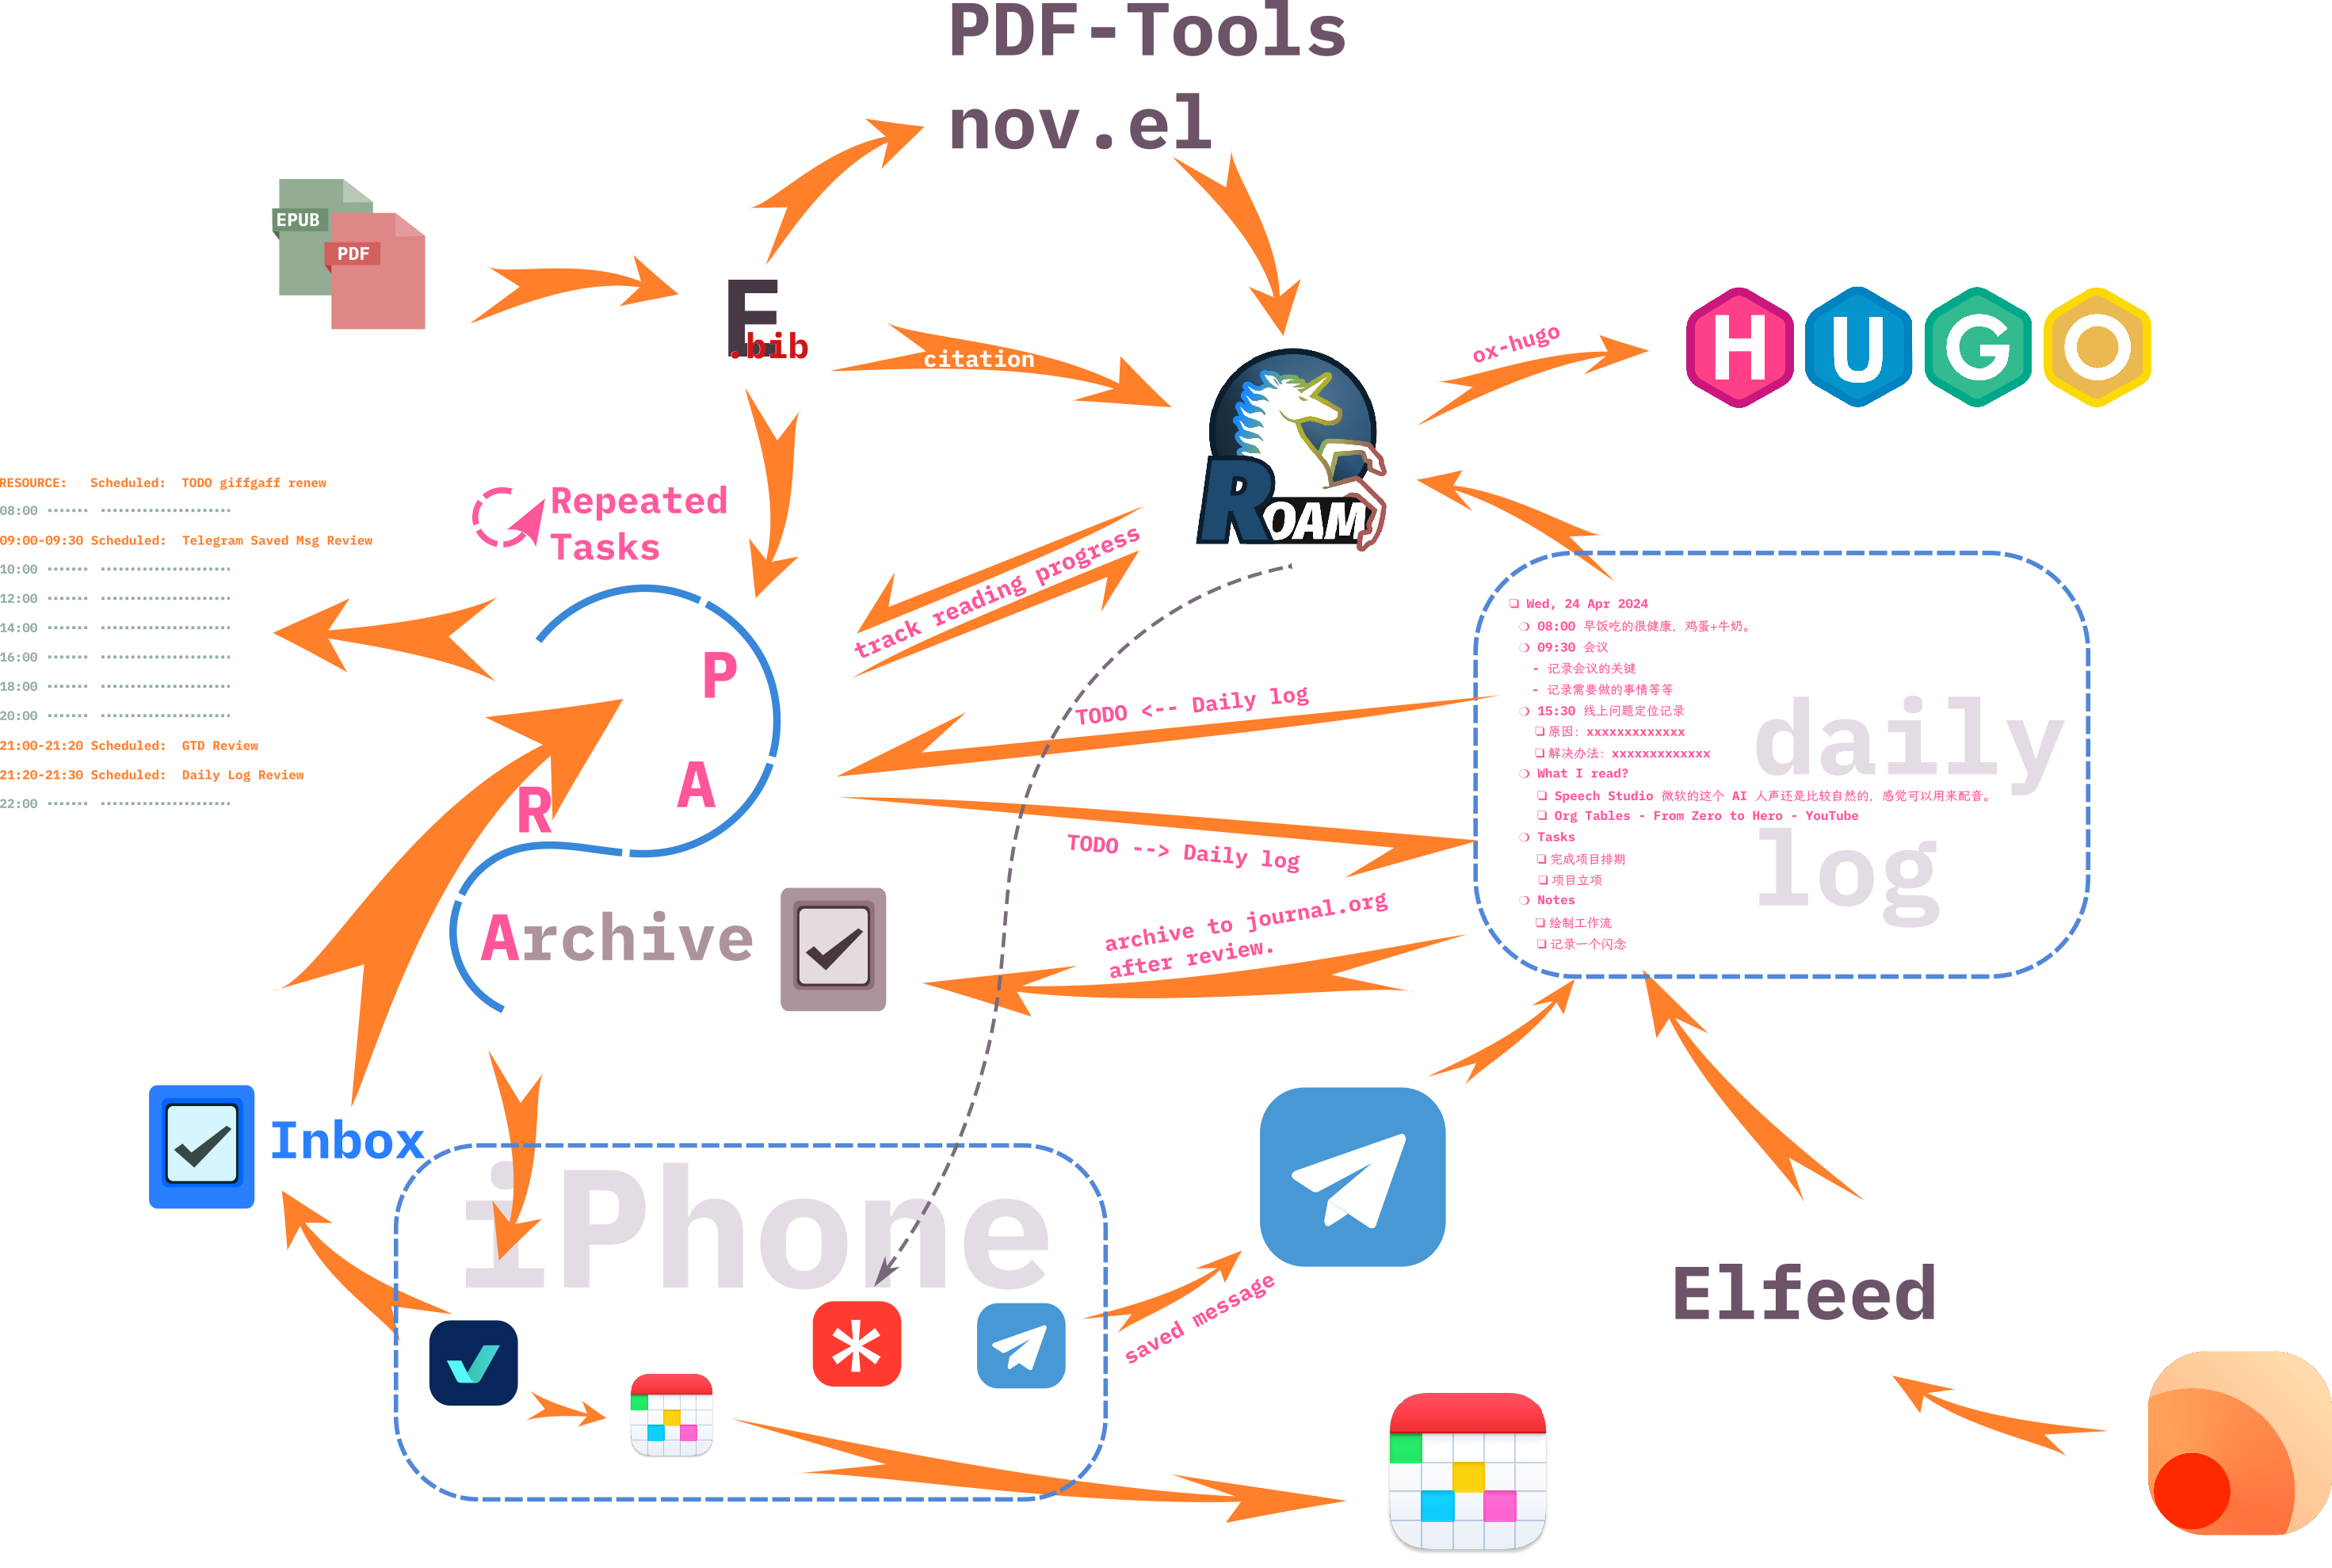 PDF-Tools
nov.el
EPUB
PDF
E
.bib
citation
ox-hugo
HUGO
ROAM
RESOURCE: Scheduled: TODO giffgaff renew
08:00 ······· ·····················
09:00-09:30 Scheduled: Telegram Saved Msg Review
10:00 ······· ·····················
12:00 ······· ·····················
14:00 ······· ·····················
16:00 ······· ·····················
18:00 ······· ·····················
20:00 ······· ·····················
21:00-21:20 Scheduled: GTD Review
21:20-21:30 Scheduled: Daily Log Review
22:00 ······· ·····················
Repeated
Tasks
track reading progress
P
A
R
Archive
TODO <-- Daily log
TODO --> Daily log
archive to journal.org
after review.
daily
log
❏ Wed, 24 Apr 2024
❍ 08:00 早饭吃的很健康，鸡蛋+牛奶。
❍ 09:30 会议
- 记录会议的关键
- 记录需要做的事情等等
❍ 15:30 线上问题定位记录
❏ 原因：xxxxxxxxxxxxx
❏ 解决办法：xxxxxxxxxxxxx
❍ What I read?
❏ Speech Studio 微软的这个 AI 人声还是比较自然的，感觉可以用来配音。
❏ Org Tables - From Zero to Hero - YouTube
❍ Tasks
❏ 完成项目排期
❏ 项目立项
❍ Notes
❏ 绘制工作流
❏ 记录一个闪念
Inbox
iPhone
saved message
Elfeed